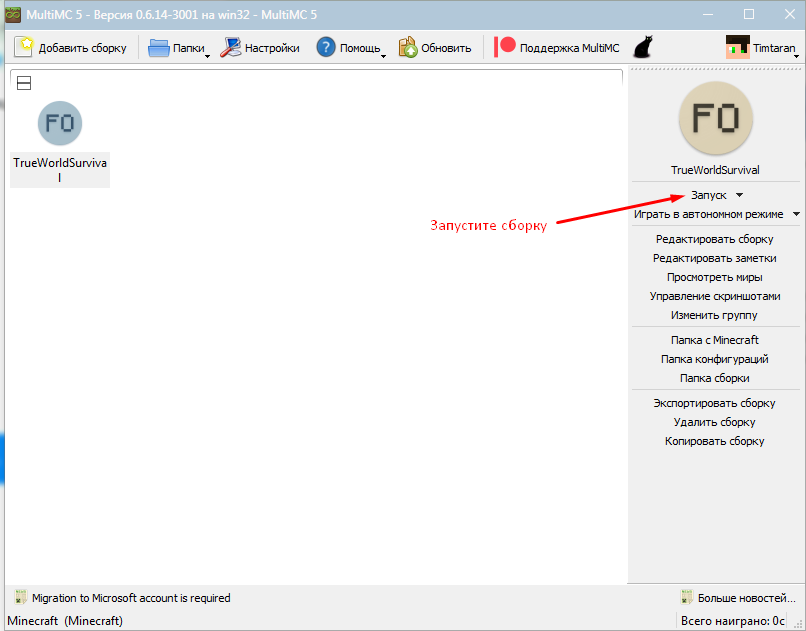 MultiMC 5 - Версия 0.6.14-3001 на win32 - MultiMC 5
Добавить сборку Папки Настройки Помощь Обновить Поддержка MultiMC Timtaran
FO
TrueWorldSurviva
l
FO
TrueWorldSurvival
Запуск
Играть в автономном режиме
Запустите сборку
Редактировать сборку
Редактировать заметки
Просмотреть миры
Управление скриншотами
Изменить группу
Папка с Minecraft
Папка конфигураций
Папка сборки
Экспортировать сборку
Удалить сборку
Копировать сборку
Migration to Microsoft account is required Больше новостей...
Minecraft (Minecraft) Всего наиграно: 0с